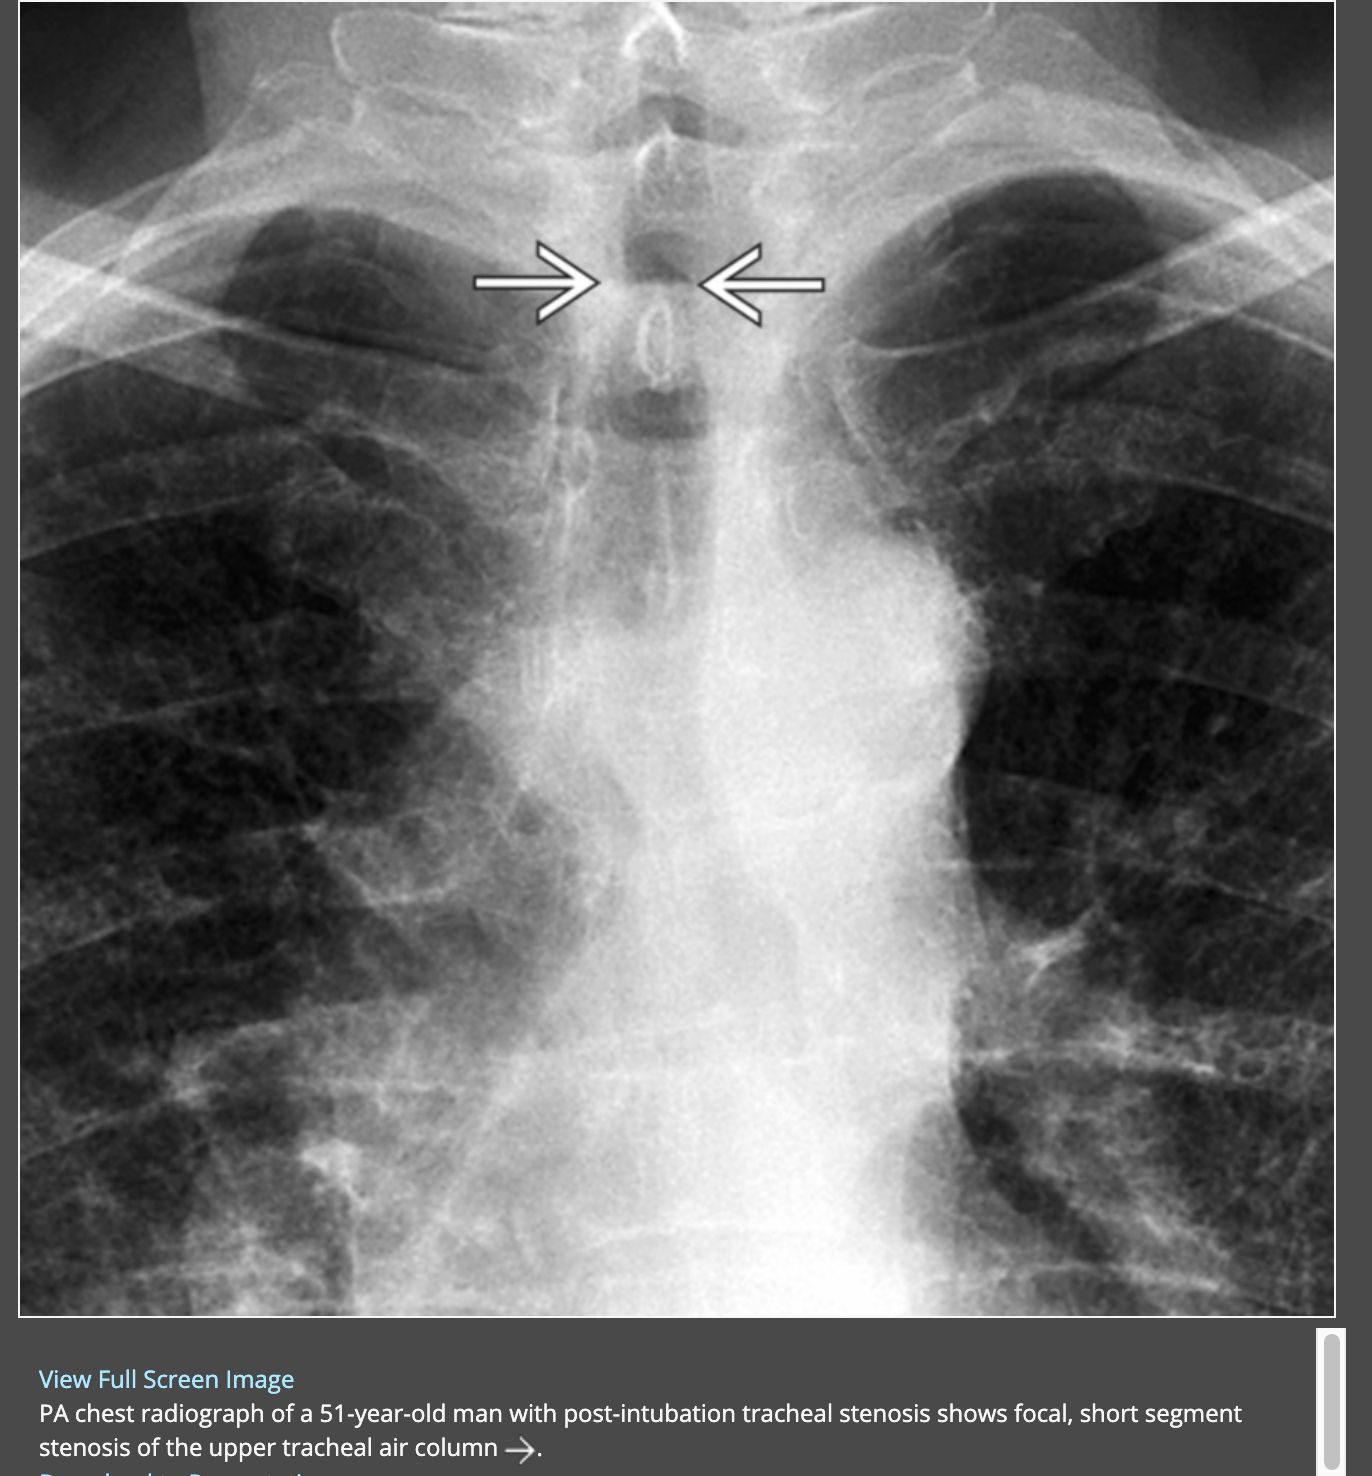 View Full Screen Image
PA chest radiograph of a 51-year-old man with post-intubation tracheal stenosis shows focal, short segment
stenosis of the upper tracheal air column →.